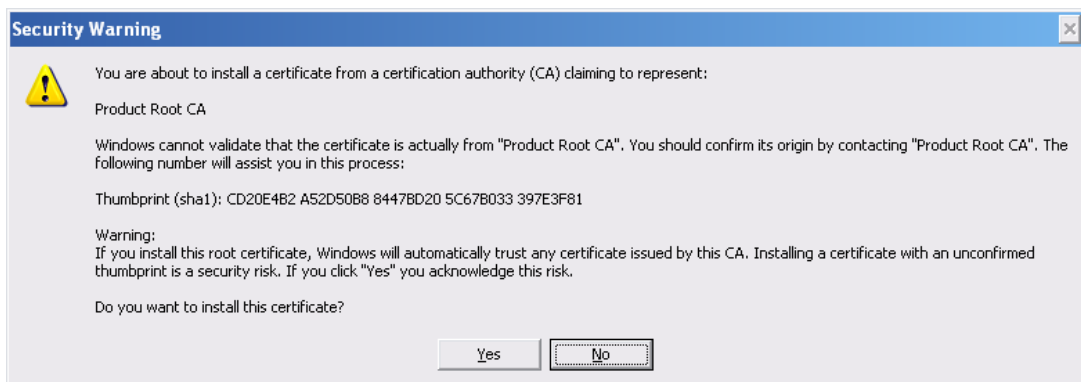 Security Warning
You are about to install a certificate from a certification authority (CA) claiming to represent:
Product Root CA
Windows cannot validate that the certificate is actually from "Product Root CA". You should confirm its origin by contacting "Product Root CA". The
following number will assist you in this process:
Thumbprint (sha1): CD20E4B2 A52D50B8 8447BD20 5C67B033 397E3F81
Warning:
If you install this root certificate, Windows will automatically trust any certificate issued by this CA. Installing a certificate with an unconfirmed
thumbprint is a security risk. If you click "Yes" you acknowledge this risk.
Do you want to install this certificate?
Yes No